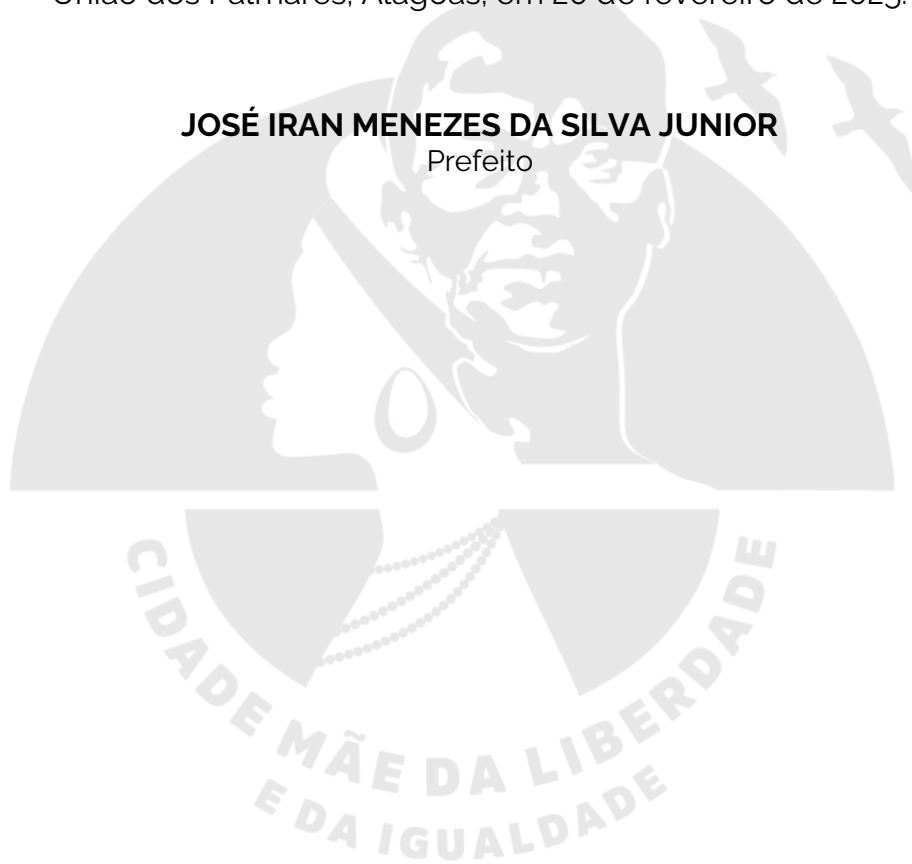 União dos Palmares, Alagoas, em 20 de fevereiro de 2025.
JOSÉ IRAN MENEZES DA SILVA JUNIOR
Prefeito
CIDADE MÃE DA LIBERDADE
E DA IGUALDADE